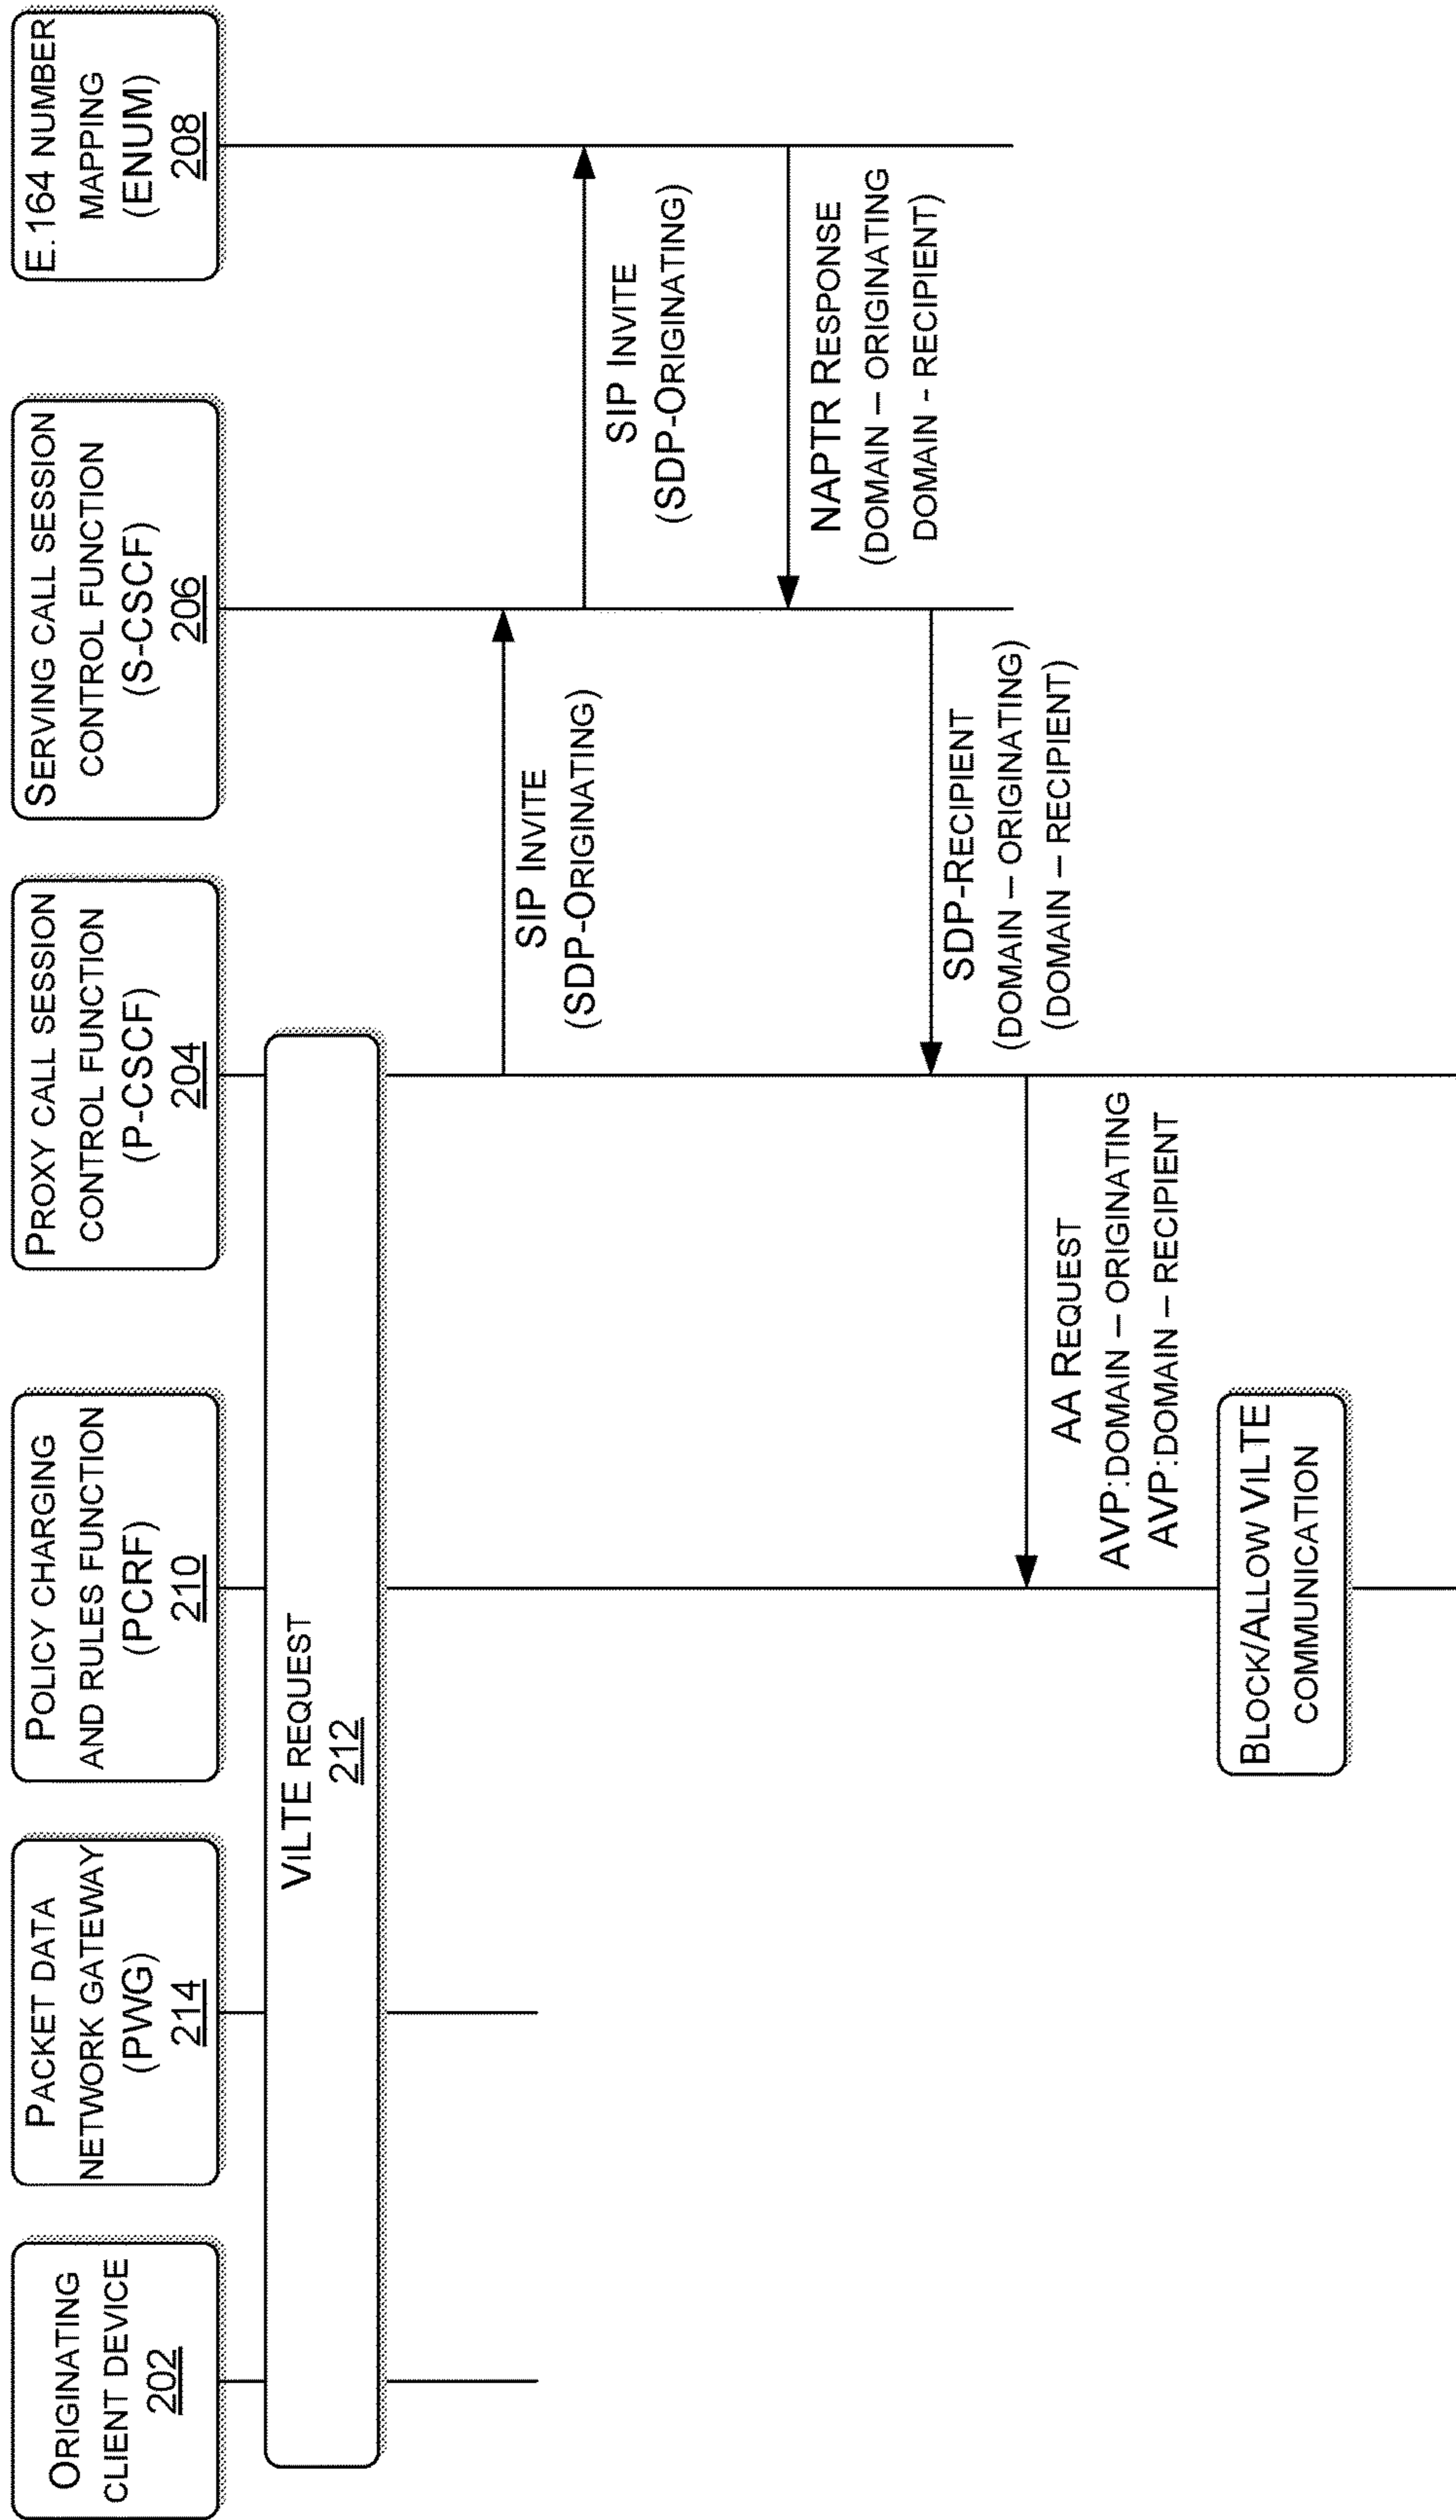 ORIGINATING
CLIENT DEVICE
202
PACKET DATA
NETWORK GATEWAY
(PWG)
214
POLICY CHARGING
AND RULES FUNCTION
(PCRF)
210
PROXY CALL SESSION
CONTROL FUNCTION
(P-CSCF)
204
SERVING CALL SESSION
CONTROL FUNCTION
(S-CSCF)
206
E.164 NUMBER
MAPPING
(ENUM)
208
VILTE REQUEST
212
SIP INVITE
(SDP-ORIGINATING)
SIP INVITE
(SDP-ORIGINATING)
NAPTR RESPONSE
(DOMAIN – ORIGINATING
DOMAIN - RECIPIENT)
SDP-RECIPIENT
(DOMAIN – ORIGINATING)
(DOMAIN – RECIPIENT)
AA REQUEST
AVP:DOMAIN – ORIGINATING
AVP:DOMAIN – RECIPIENT
BLOCK/ALLOW VILTE
COMMUNICATION